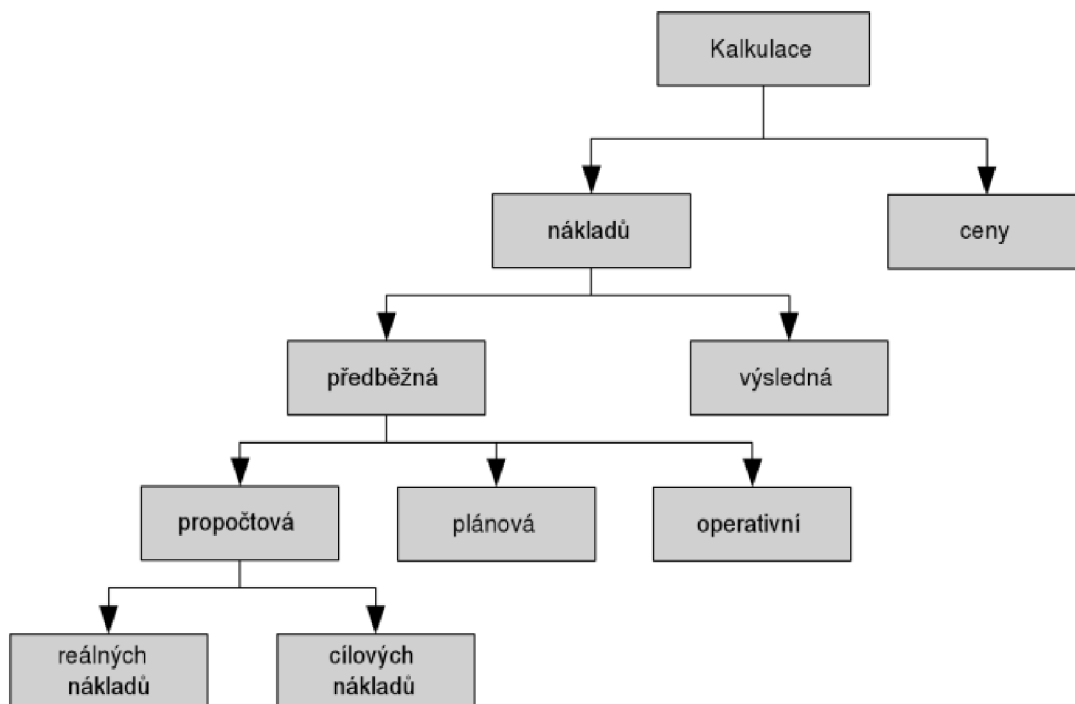 Kalkulace
nákladů
ceny
předběžná
výsledná
propočtová
plánová
operativní
reálných
nákladů
cílových
nákladů